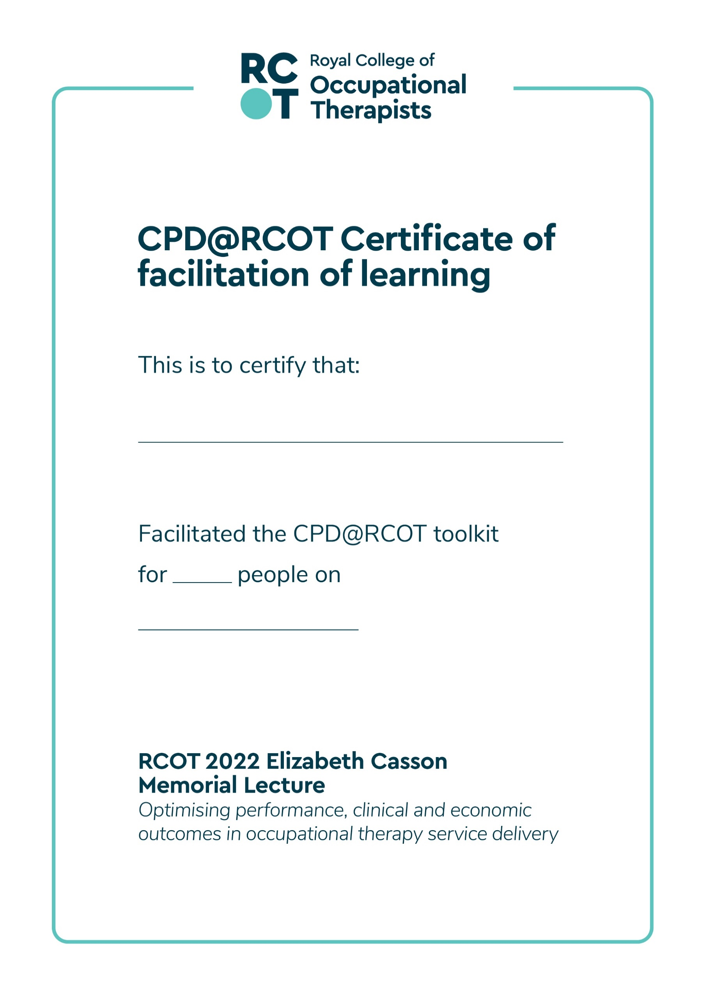 RC
OT
Royal College of
Occupational
Therapists
CPD@RCOT Certificate of
facilitation of learning
This is to certify that:
Facilitated the CPD@RCOT toolkit
for ______ people on
RCOT 2022 Elizabeth Casson
Memorial Lecture
Optimising performance, clinical and economic
outcomes in occupational therapy service delivery